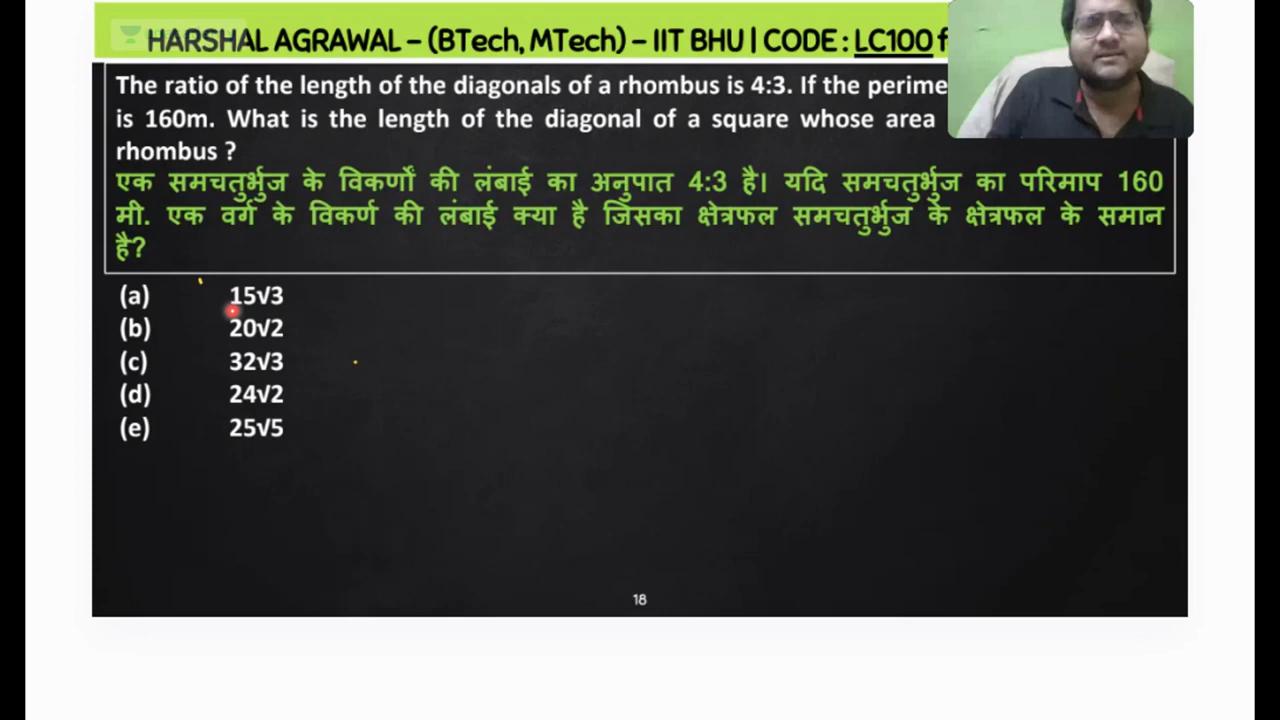 HARSHAL AGRAWAL – (BTech, MTech) – IIT BHU | CODE : LC100 f
The ratio of the length of the diagonals of a rhombus is 4:3. If the
is 160m. What is the length of the diagonal of a square whose area
rhombus ?
एक समचतुर्भुज के विकर्णों की लंबाई का अनुपात 4:3 है। यदि समचतुर्भुज का परिमाप 160
मी. एक वर्ग के विकर्ण की लंबाई क्या है जिसका क्षेत्रफल समचतुर्भुज के क्षेत्रफल के समान
है?
(a) 15√3
(b) 20√2
(c) 32√3
(d) 24√2
(e) 25√5
18